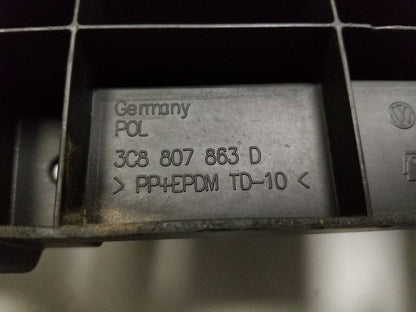 Germany
POL
3C8 807 863 D
> PP+EPDM TD-10 <